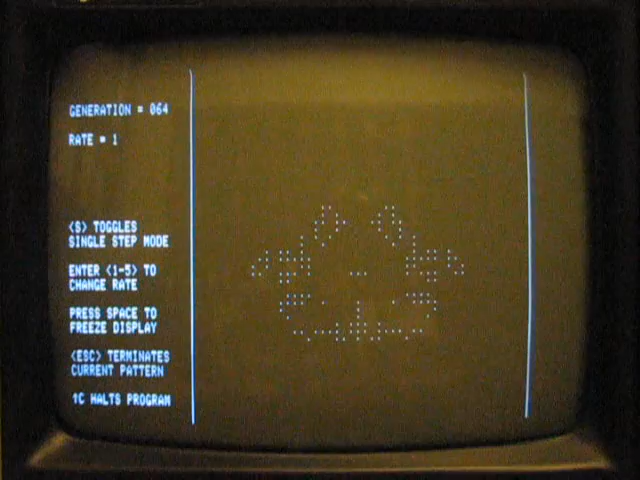 GENERATION = 064
RATE = 1
<S> TOGGLES
SINGLE STEP MODE
ENTER <1-5> TO
CHANGE RATE
PRESS SPACE TO
FREEZE DISPLAY
<ESC> TERMINATES
CURRENT PATTERN
↑C HALTS PROGRAM